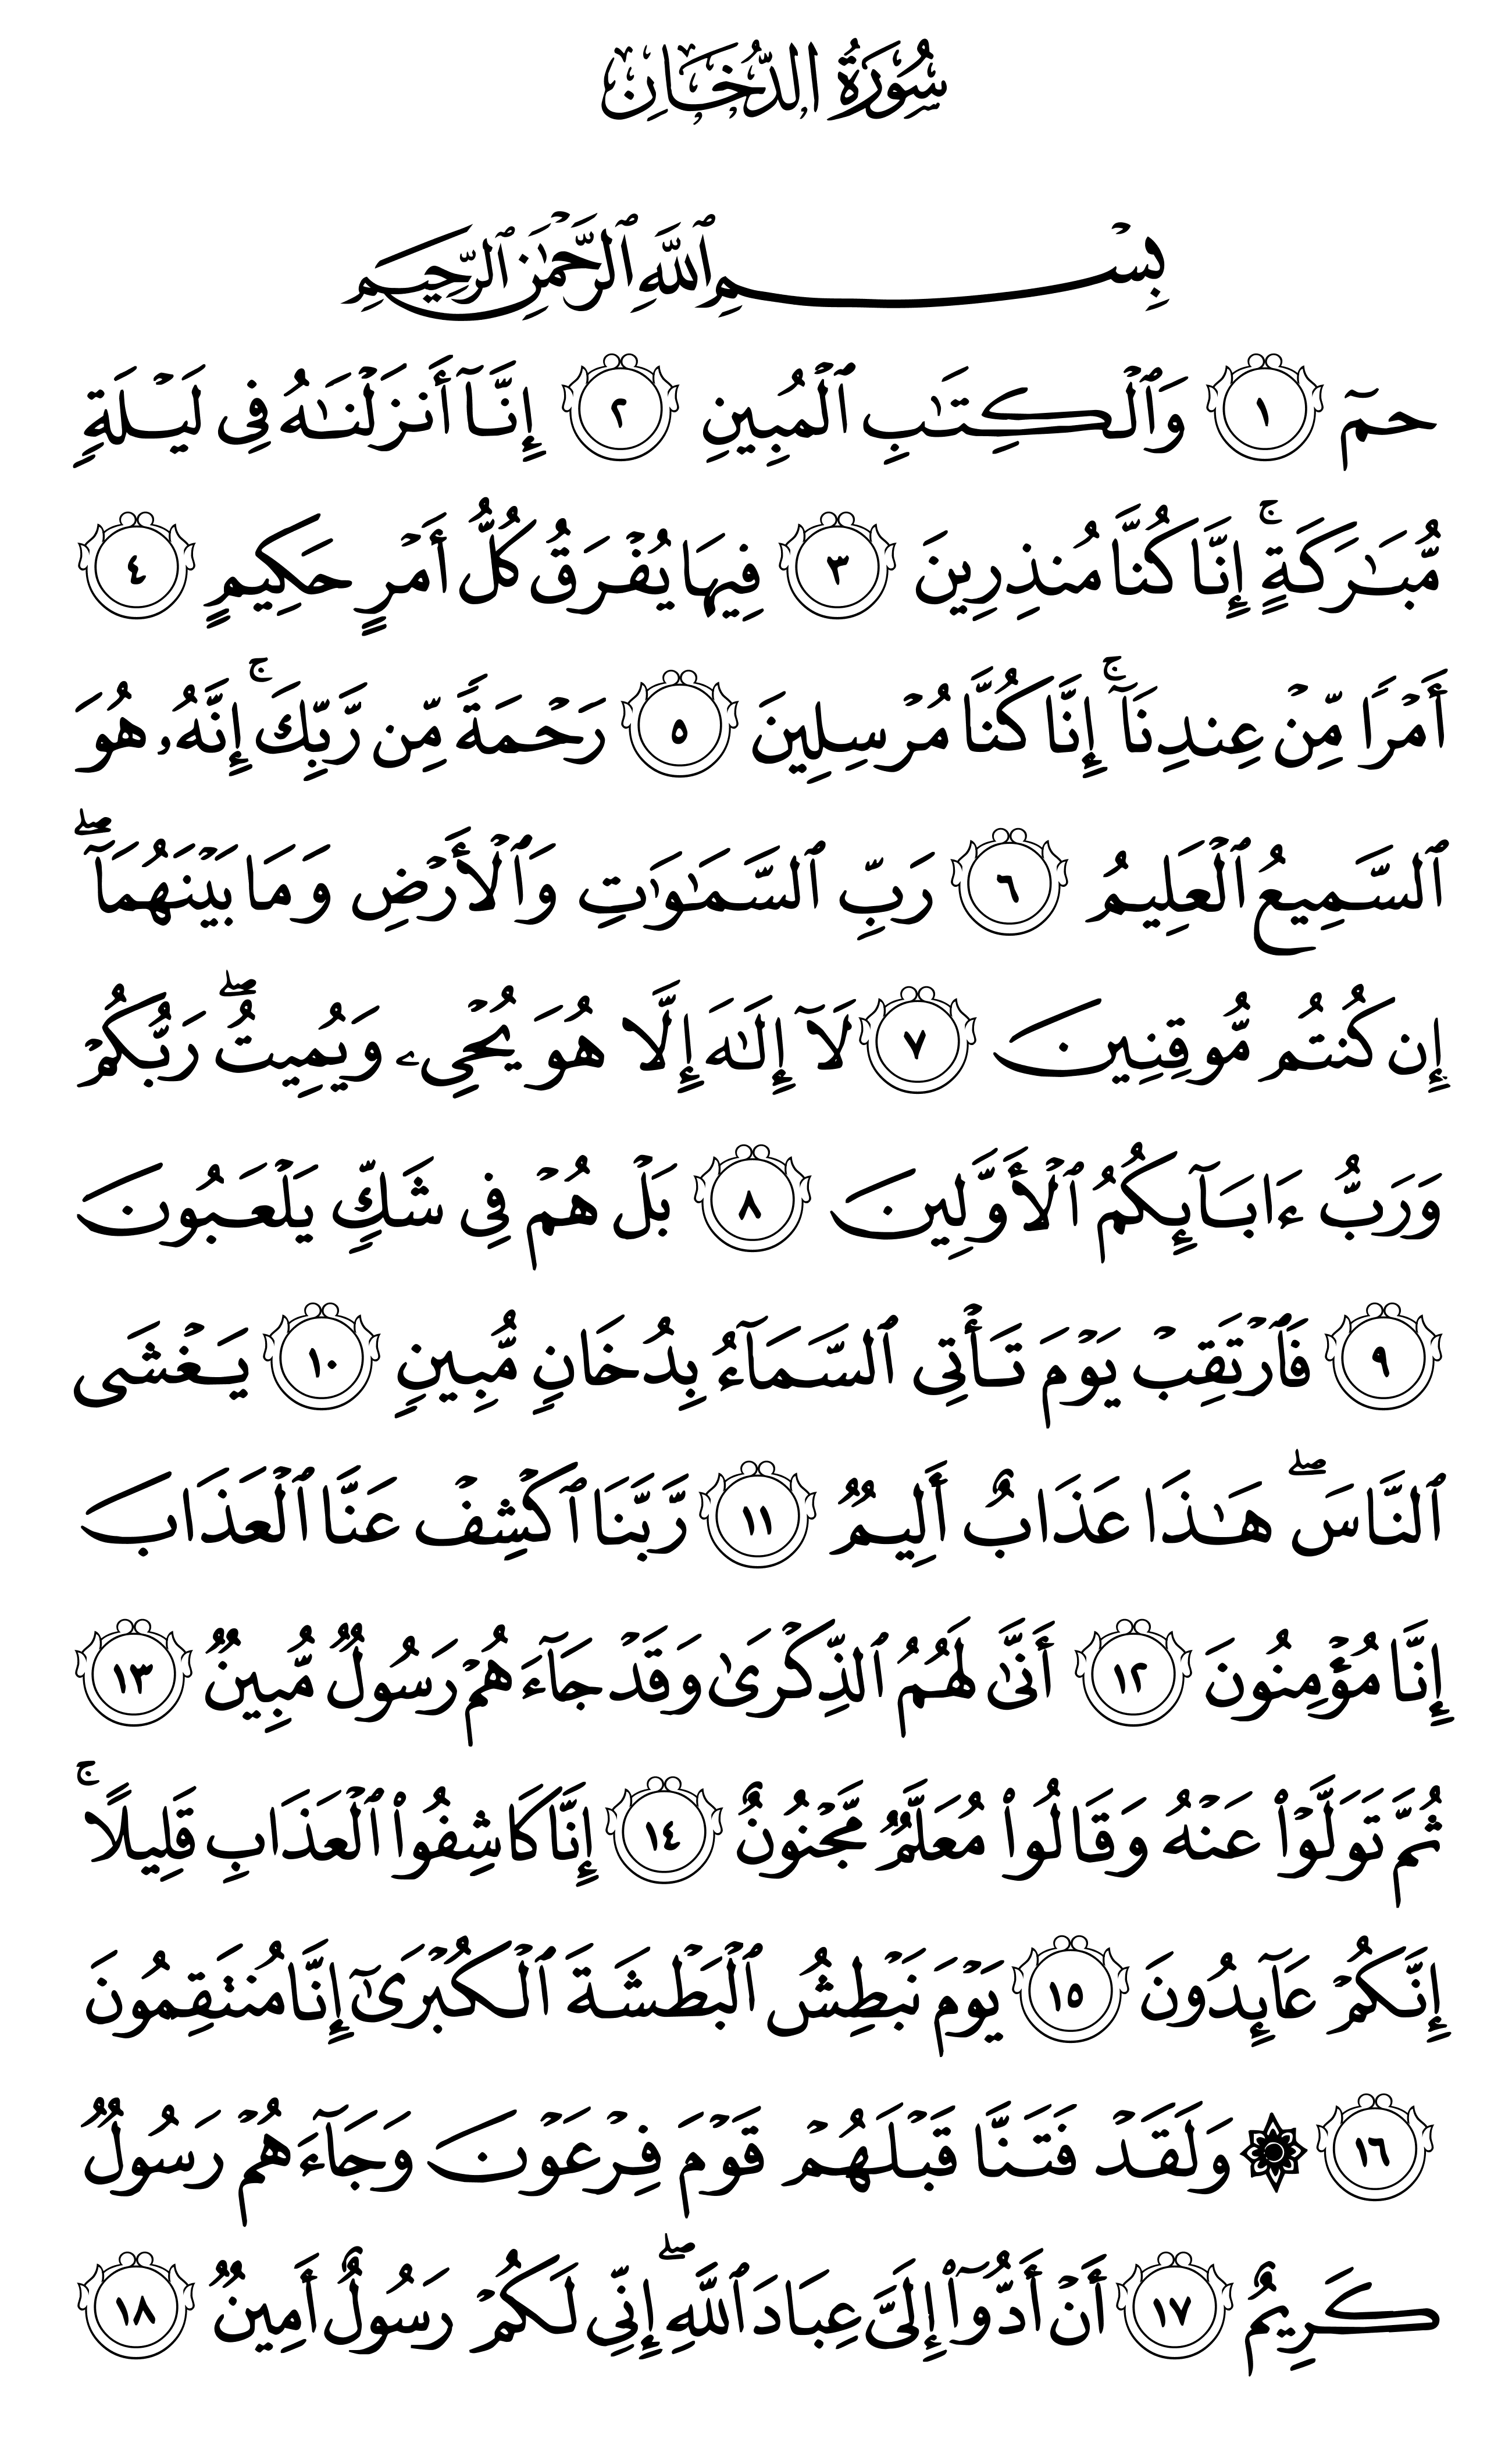 سُورَةُ الدُّخَانِ
بِسۡمِ ٱللَّهِ ٱلرَّحۡمَٰنِ ٱلرَّحِيمِ
حمٓ ١ وَٱلۡكِتَٰبِ ٱلۡمُبِينِ ٢ إِنَّآ أَنزَلۡنَٰهُ فِي لَيۡلَةٖ
مُّبَٰرَكَةٍۚ إِنَّا كُنَّا مُنذِرِينَ ٣ فِيهَا يُفۡرَقُ كُلُّ أَمۡرٍ حَكِيمٍ ٤
أَمۡرٗا مِّنۡ عِندِنَآۚ إِنَّا كُنَّا مُرۡسِلِينَ ٥ رَحۡمَةٗ مِّن رَّبِّكَۚ إِنَّهُۥ هُوَ
ٱلسَّمِيعُ ٱلۡعَلِيمُ ٦ رَبِّ ٱلسَّمَٰوَٰتِ وَٱلۡأَرۡضِ وَمَا بَيۡنَهُمَآۖ
إِن كُنتُم مُّوقِنِينَ ٧ لَآ إِلَٰهَ إِلَّا هُوَ يُحۡيِۦ وَيُمِيتُۖ رَبُّكُمۡ
وَرَبُّ ءَابَآئِكُمُ ٱلۡأَوَّلِينَ ٨ بَلۡ هُمۡ فِي شَكّٖ يَلۡعَبُونَ
٩ فَٱرۡتَقِبۡ يَوۡمَ تَأۡتِي ٱلسَّمَآءُ بِدُخَانٖ مُّبِينٖ ١٠ يَغۡشَى
ٱلنَّاسَۖ هَٰذَا عَذَابٌ أَلِيمٞ ١١ رَّبَّنَا ٱكۡشِفۡ عَنَّا ٱلۡعَذَابَ
إِنَّا مُؤۡمِنُونَ ١٢ أَنَّىٰ لَهُمُ ٱلذِّكۡرَىٰ وَقَدۡ جَآءَهُمۡ رَسُولٞ مُّبِينٞ ١٣
ثُمَّ تَوَلَّوۡاْ عَنۡهُ وَقَالُواْ مُعَلَّمٞ مَّجۡنُونٌ ١٤ إِنَّا كَاشِفُواْ ٱلۡعَذَابِ قَلِيلًاۚ
إِنَّكُمۡ عَآئِدُونَ ١٥ يَوۡمَ نَبۡطِشُ ٱلۡبَطۡشَةَ ٱلۡكُبۡرَىٰٓ إِنَّا مُنتَقِمُونَ
١٦ ۞ وَلَقَدۡ فَتَنَّا قَبۡلَهُمۡ قَوۡمَ فِرۡعَوۡنَ وَجَآءَهُمۡ رَسُولٞ
كَرِيمٌ ١٧ أَنۡ أَدُّوٓاْ إِلَيَّ عِبَادَ ٱللَّهِۖ إِنِّي لَكُمۡ رَسُولٌ أَمِينٞ ١٨